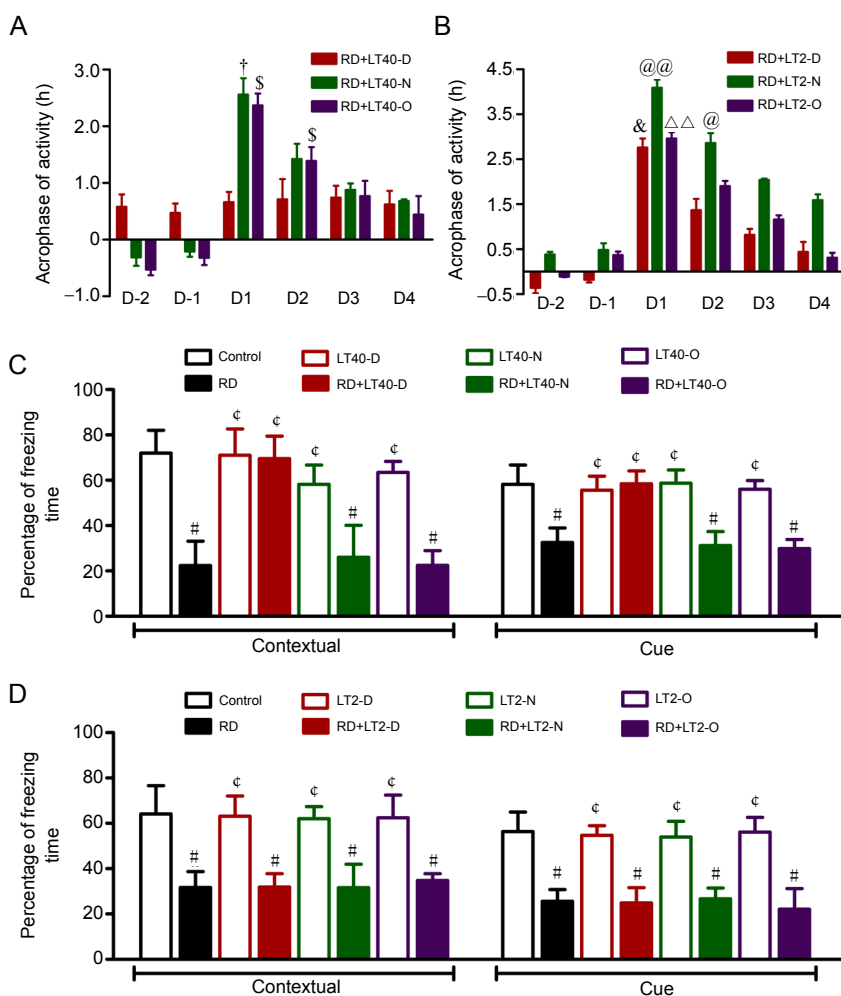 A
B
Acrophase of activity (h)
3.0
2.0
1.0
0
−1.0
† $ $
RD+LT40-D
RD+LT40-N
RD+LT40-O
D-2 D-1 D1 D2 D3 D4
Acrophase of activity (h)
4.5
3.5
2.5
1.5
0.5
−0.5
@@ & △△ @
RD+LT2-D
RD+LT2-N
RD+LT2-O
D-2 D-1 D1 D2 D3 D4
C
Control LT40-D LT40-N LT40-O
RD RD+LT40-D RD+LT40-N RD+LT40-O
Percentage of freezing
time
100
80
60
40
20
0
# ¢ ¢ ¢ # ¢ # # ¢ ¢ ¢ # ¢ #
Contextual Cue
D
Control LT2-D LT2-N LT2-O
RD RD+LT2-D RD+LT2-N RD+LT2-O
Percentage of freezing
time
100
80
60
40
20
0
# ¢ # ¢ # ¢ # # ¢ # ¢ # ¢ #
Contextual Cue